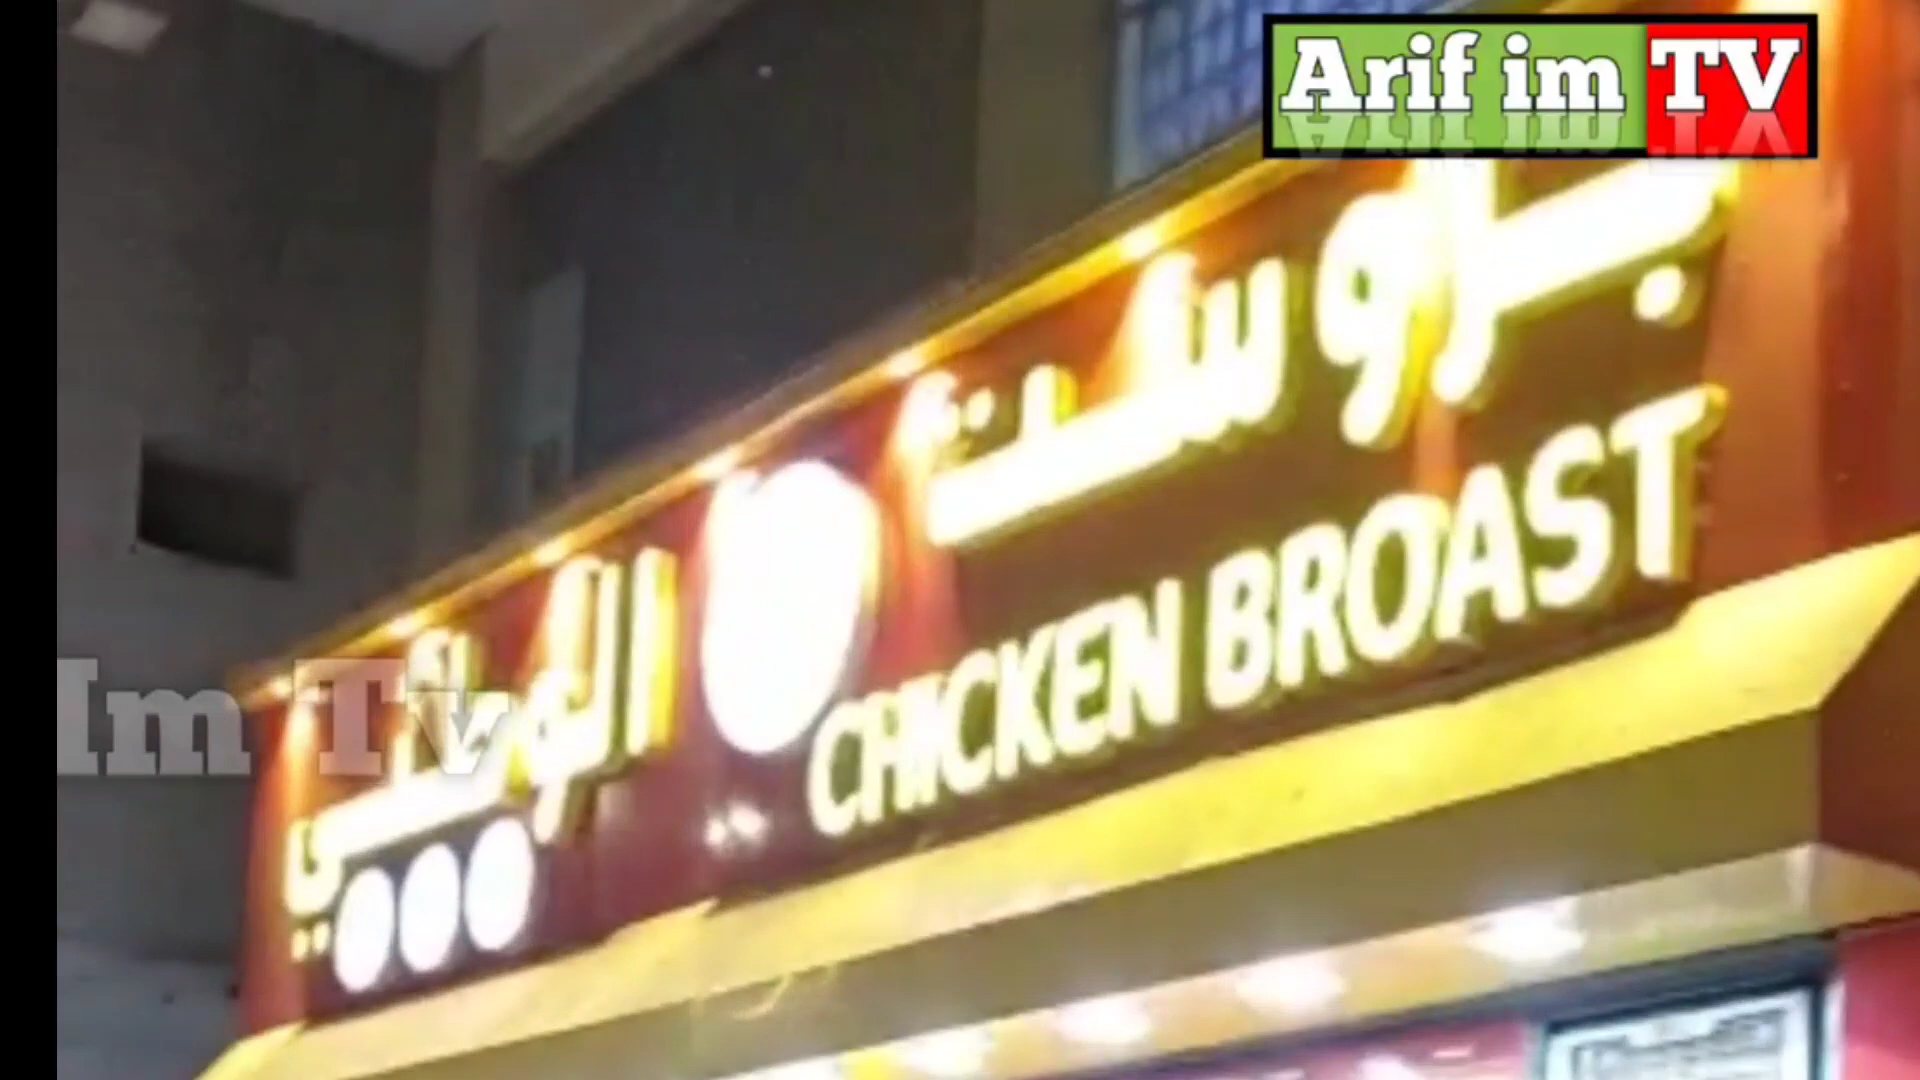 Arif im TV
بروستد
CHICKEN BROAST
Im Tv